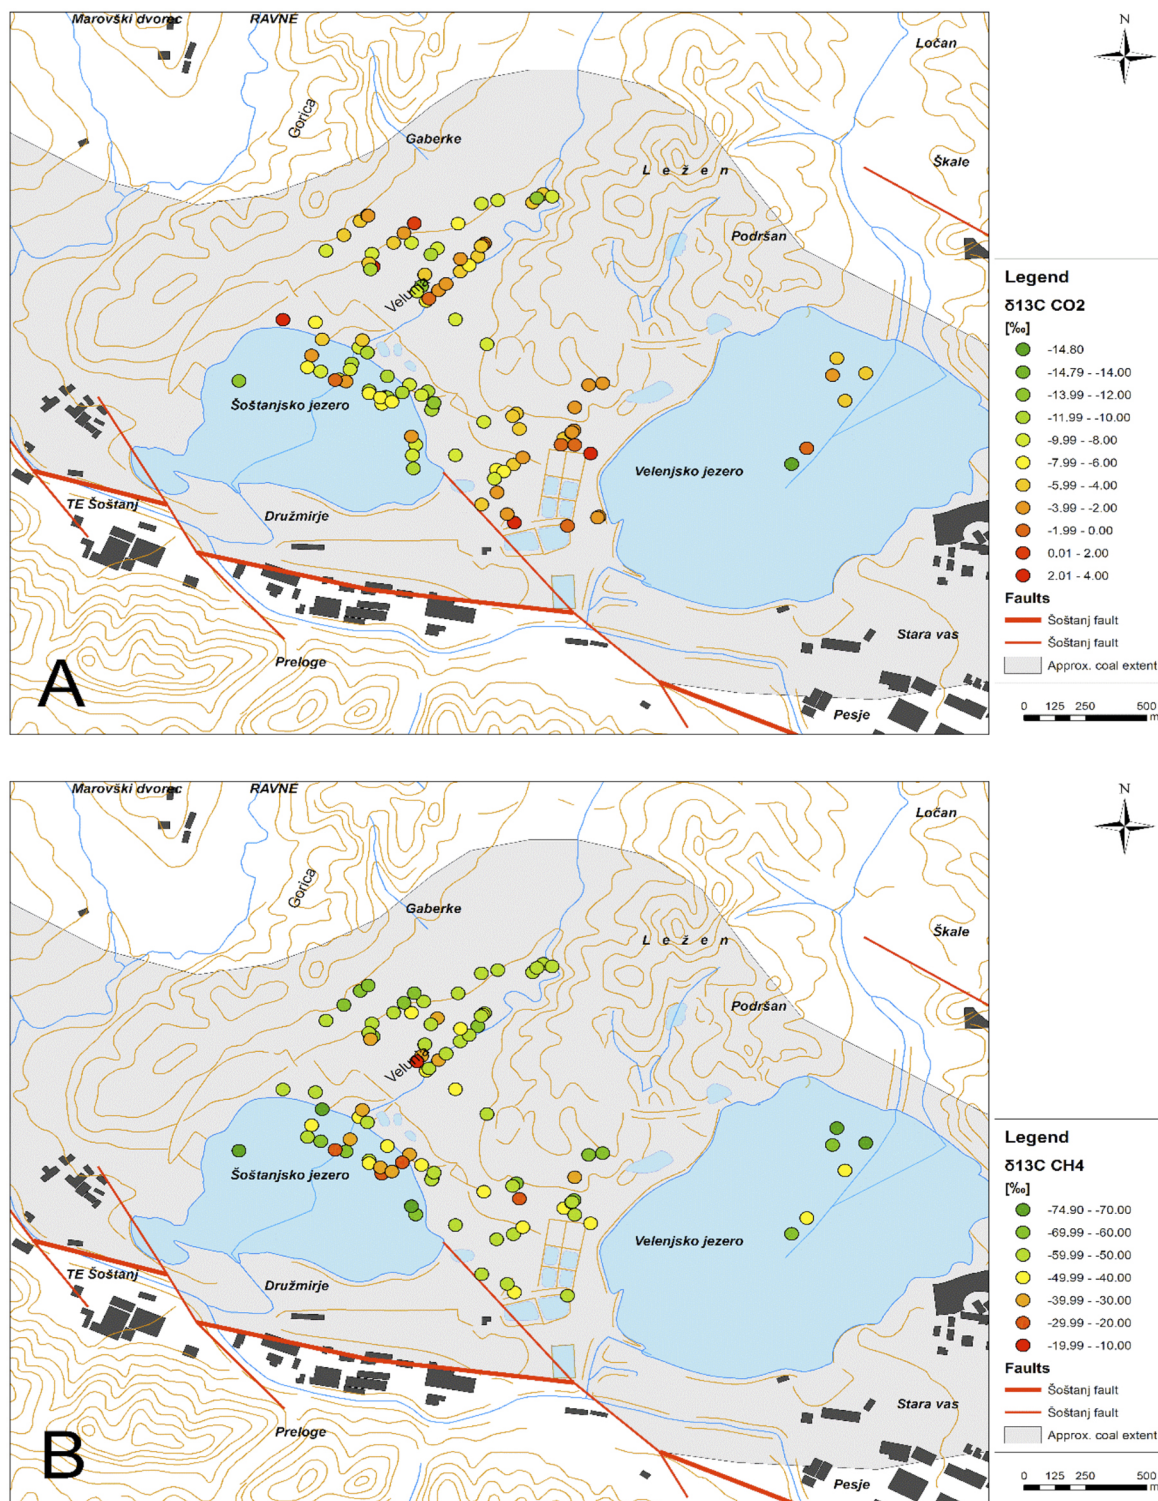 Marovški dvorec
RAVNE
Ločan
N
Gorica
Gaberke
L e ž e n
Škale
Podršan
Velunja
Šoštanjsko jezero
Velenjsko jezero
TE Šoštanj
Družmirje
Stara vas
Preloge
Pesje
A
Legend
δ13C CO2
[‰]
-14.80
-14.79 - -14.00
-13.99 - -12.00
-11.99 - -10.00
-9.99 - -8.00
-7.99 - -6.00
-5.99 - -4.00
-3.99 - -2.00
-1.99 - 0.00
0.01 - 2.00
2.01 - 4.00
Faults
Šoštanj fault
Šoštanj fault
Approx. coal extent
0 125 250 500
m
Marovški dvorec
RAVNE
Ločan
N
Gorica
Gaberke
L e ž e n
Škale
Podršan
Velunja
Šoštanjsko jezero
Velenjsko jezero
TE Šoštanj
Družmirje
Stara vas
Preloge
Pesje
B
Legend
δ13C CH4
[‰]
-74.90 - -70.00
-69.99 - -60.00
-59.99 - -50.00
-49.99 - -40.00
-39.99 - -30.00
-29.99 - -20.00
-19.99 - -10.00
Faults
Šoštanj fault
Šoštanj fault
Approx. coal extent
0 125 250 500
m